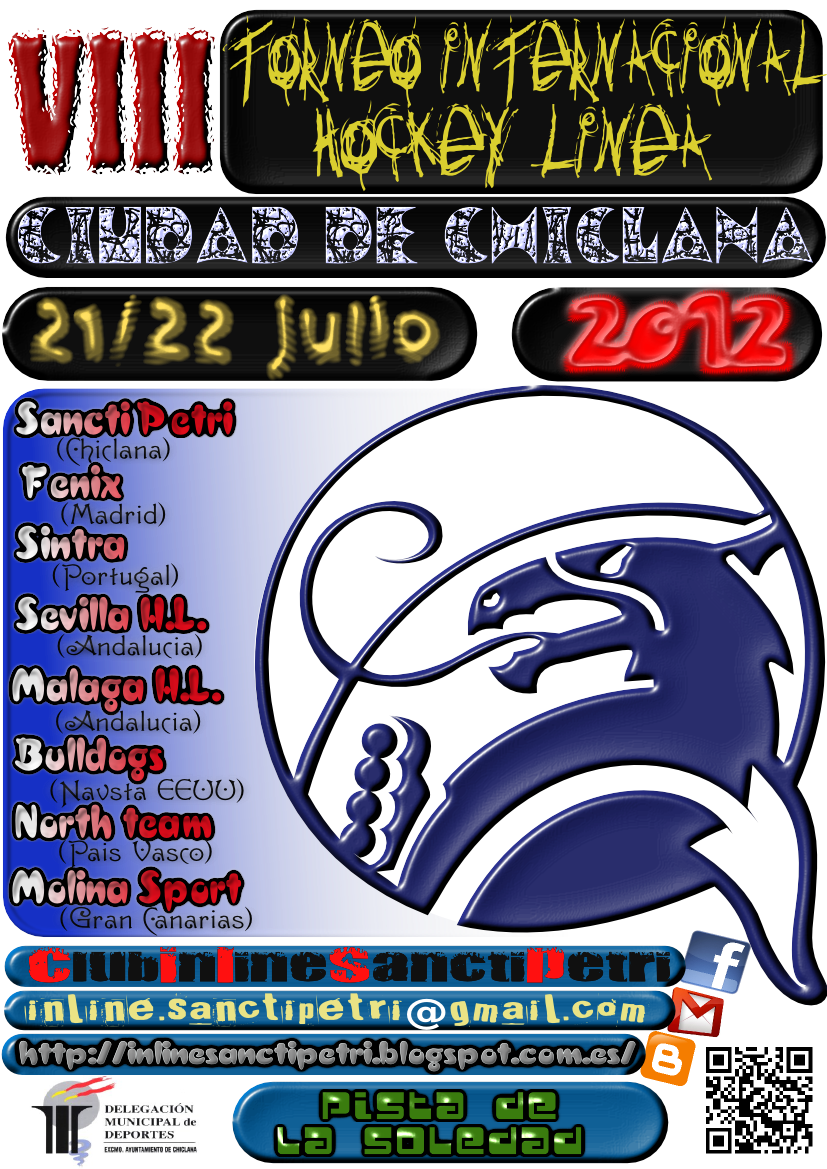 VIII
TORNEO INTERNACIONAL
HOCKEY LINEA
CIUDAD DE CHICLANA
21/22 Julio
2012
Sancti Petri
(Chiclana)
Fenix
(Madrid)
Sintra
(Portugal)
Sevilla H.L.
(Andalucia)
Malaga H.L.
(Andalucia)
Bulldogs
(Navsta EEUU)
North team
(Pais Vasco)
Molina Sport
(Gran Canarias)
ClubInlineSanctiPetri
f
inline.sanctipetri@gmail.com
http://inlinesanctipetri.blogspot.com.es/
DELEGACIÓN
MUNICIPAL de
DEPORTES
EXCMO. AYUNTAMIENTO DE CHICLANA
Pista de
la Soledad